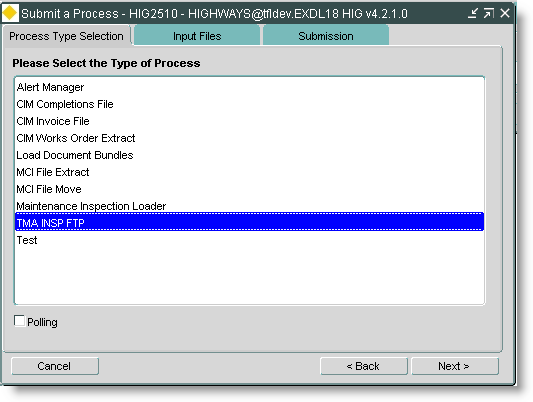 Submit a Process - HIG2510 - HIGHWAYS@tfldev.EXDL18 HIG v4.2.1.0
Process Type Selection Input Files Submission
Please Select the Type of Process
Alert Manager
CIM Completions File
CIM Invoice File
CIM Works Order Extract
Load Document Bundles
MCI File Extract
MCI File Move
Maintenance Inspection Loader
TMA INSP FTP
Test
Polling
Cancel < Back Next >